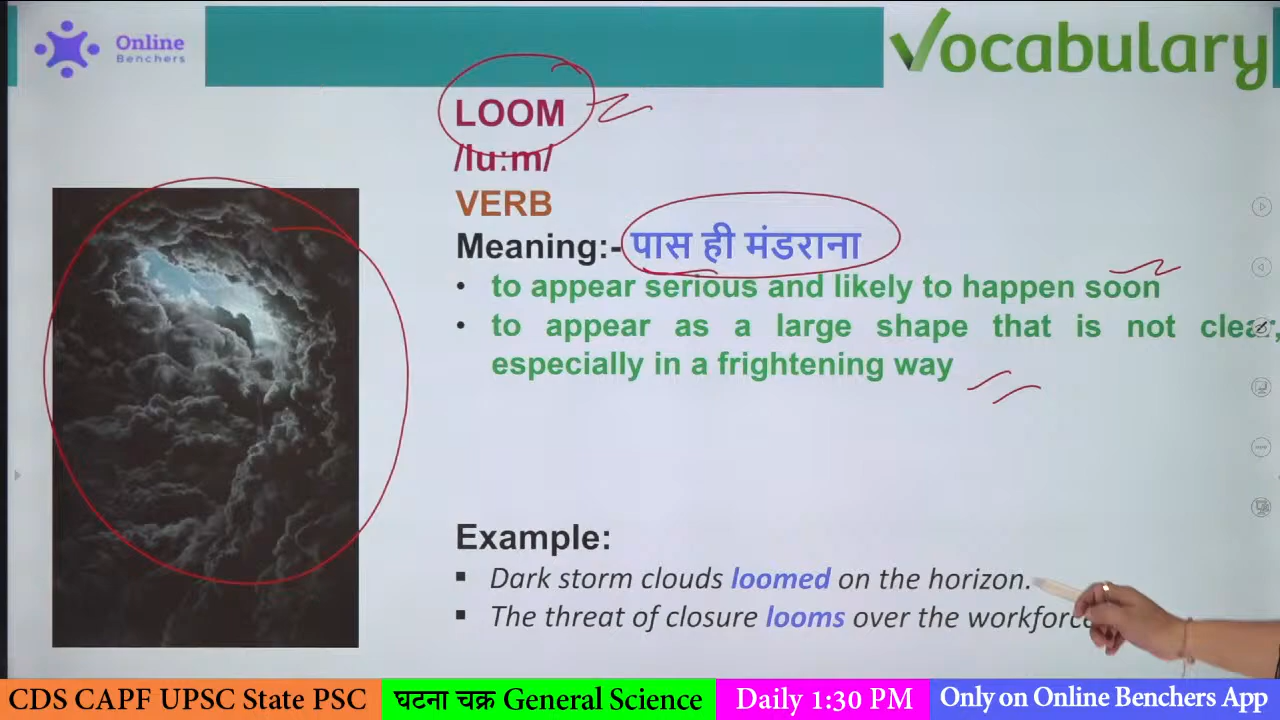 Online
Benchers
Vocabulary
LOOM
/luːm/
VERB
Meaning:- पास ही मंडराना
• to appear serious and likely to happen soon
• to appear as a large shape that is not clear,
especially in a frightening way
Example:
▪ Dark storm clouds loomed on the horizon.
▪ The threat of closure looms over the workforce
CDS CAPF UPSC State PSC
घटना चक्र General Science
Daily 1:30 PM
Only on Online Benchers App